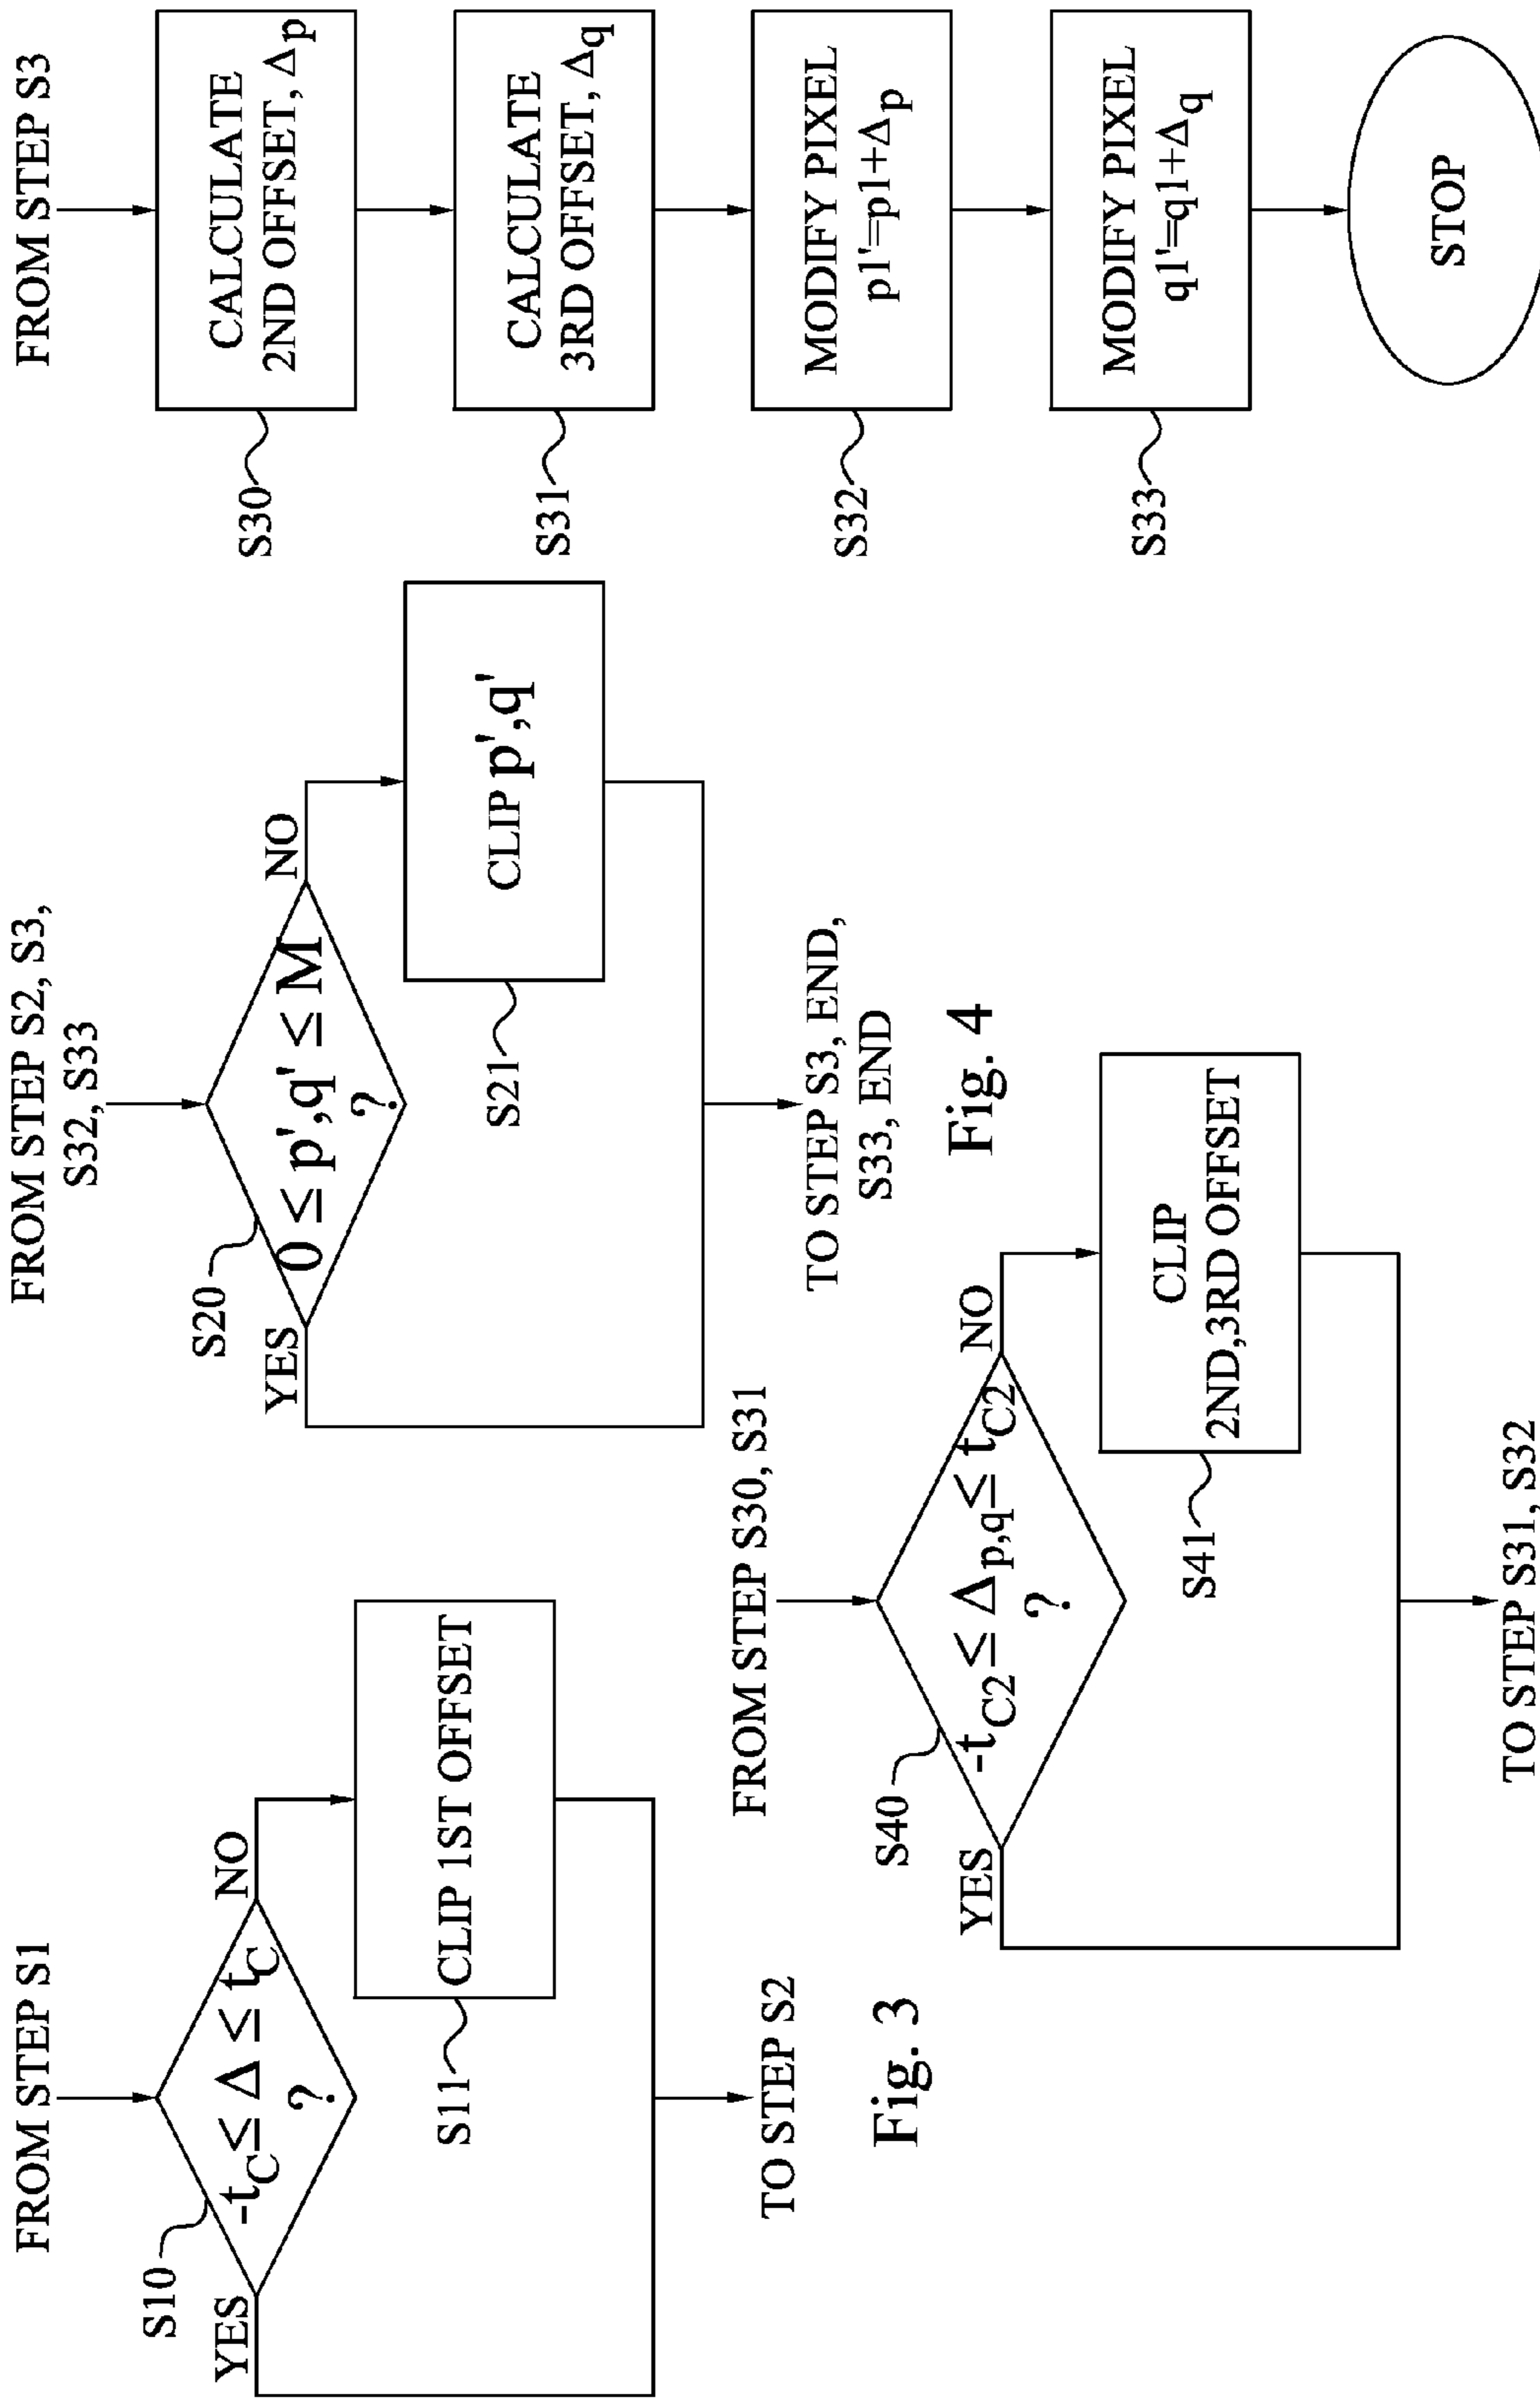 FROM STEP S1
S10
-tC ≤ Δ ≤ tC
?
YES
NO
S11
CLIP 1ST OFFSET
TO STEP S2
Fig. 3
FROM STEP S2, S3,
S32, S33
S20
0 ≤ p',q' ≤ M
?
YES
NO
S21
CLIP p',q'
TO STEP S3, END,
S33, END
Fig. 4
FROM STEP S30, S31
S40
-tC2 ≤ Δp,q ≤ tC2
?
YES
NO
S41
CLIP
2ND,3RD OFFSET
TO STEP S31, S32
FROM STEP S3
S30
CALCULATE
2ND OFFSET, Δp
S31
CALCULATE
3RD OFFSET, Δq
S32
MODIFY PIXEL
p1'=p1+Δp
S33
MODIFY PIXEL
q1'=q1+Δq
STOP